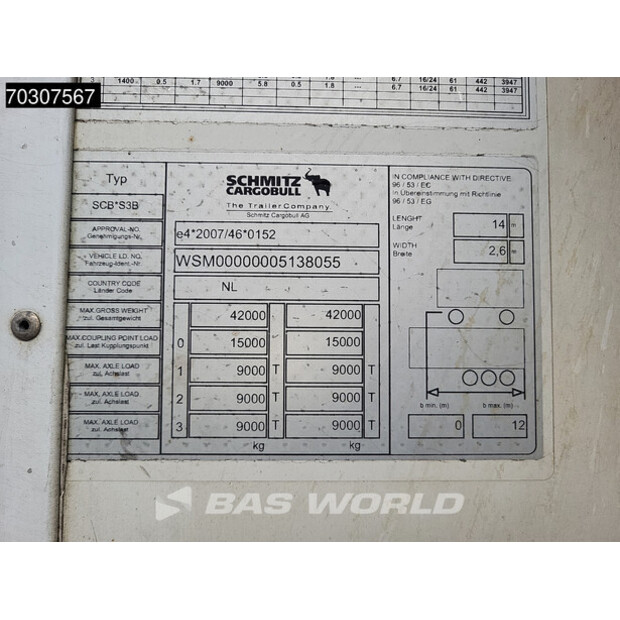 3 1400 0.5 1.7 9000 5.8 0.5 1.8 --- 6.7 16/24 61 442 3947
6.7 16/24 61 442 3947
70307567
Typ
SCB*S3B
SCHMITZ
CARGOBULL
The Trailer Company
Schmitz Cargobull AG
IN COMPLIANCE WITH DIRECTIVE
96 / 53 / EC
in Übereinstimmung mit Richtlinie
96 / 53 / EG
APPROVAL-NO.
Genehmigungs-Nr.
e4*2007/46*0152
LENGHT
Länge
14 m
VEHICLE I.D. NO.
Fahrzeug-Ident.-Nr.
WSM00000005138055
WIDTH
Breite
2,6 m
COUNTRY CODE
Länder Code
NL
MAX.GROSS WEIGHT
zul. Gesamtgewicht
42000 42000
MAX.COUPLING POINT LOAD
zul. Last Kupplungspunkt
0 15000 15000
MAX. AXLE LOAD
zul. Achslast
1 9000 T 9000 T
MAX. AXLE LOAD
zul. Achslast
2 9000 T 9000 T
MAX. AXLE LOAD
zul. Achslast
3 9000 T 9000 T
kg kg
b min. (m) b max. (m)
0 12
BAS WORLD